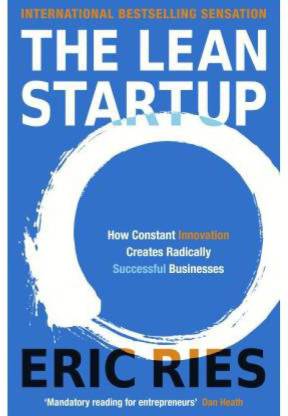 INTERNATIONAL BESTSELLING SENSATION
THE LEAN
STARTUP
How Constant Innovation
Creates Radically
Successful Businesses
ERIC RIES
‘Mandatory reading for entrepreneurs’ Dan Heath